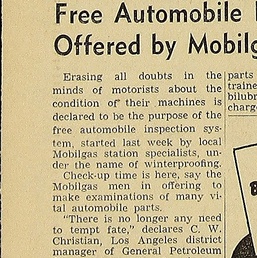 Free Automobile
Offered by Mobilg
Erasing all doubts in the
minds of motorists about the
condition of their machines is
declared to be the purpose of the
free automobile inspection sys-
tem, started last week by local
Mobilgas station specialists, un-
der the name of winterproofing.
Check-up time is here, say the
Mobilgas men in offering to
make examinations of many vi-
tal automobile parts.
"There is no longer any need
to tempt fate," declares C. W.
Christian, Los Angeles district
manager of General Petroleum
parts
traine
bilubr
charg